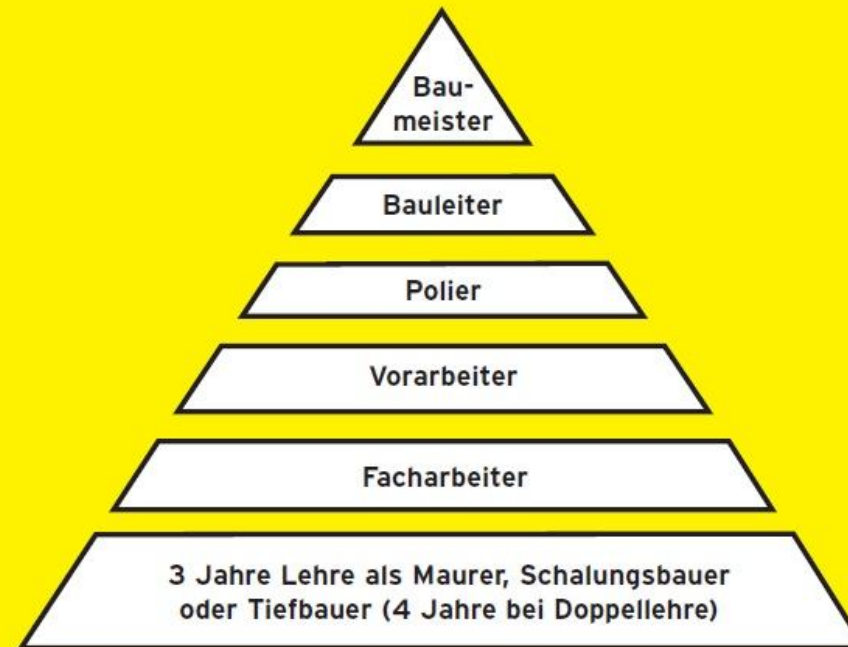 Bau-
meister
Bauleiter
Polier
Vorarbeiter
Facharbeiter
3 Jahre Lehre als Maurer, Schalungsbauer
oder Tiefbauer (4 Jahre bei Doppellehre)